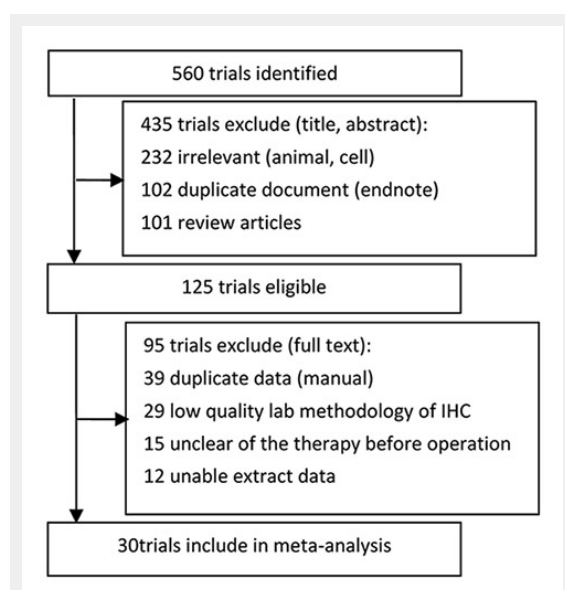 560 trials identified
435 trials exclude (title, abstract):
232 irrelevant (animal, cell)
102 duplicate document (endnote)
101 review articles
125 trials eligible
95 trials exclude (full text):
39 duplicate data (manual)
29 low quality lab methodology of IHC
15 unclear of the therapy before operation
12 unable extract data
30trials include in meta-analysis